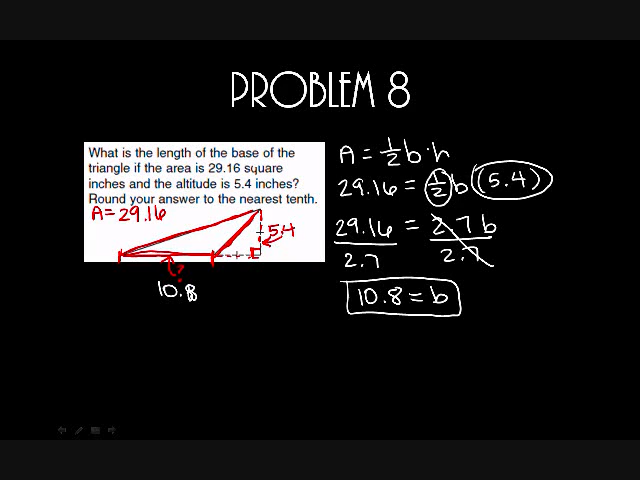 PROBLEM 8
What is the length of the base of the
triangle if the area is 29.16 square
inches and the altitude is 5.4 inches?
Round your answer to the nearest tenth.
A = 29.16
5.4
?
10.8
A = 1/2 b · h
29.16 = 1/2 b (5.4)
29.16 = 2.7 b
2.7 2.7
10.8 = b